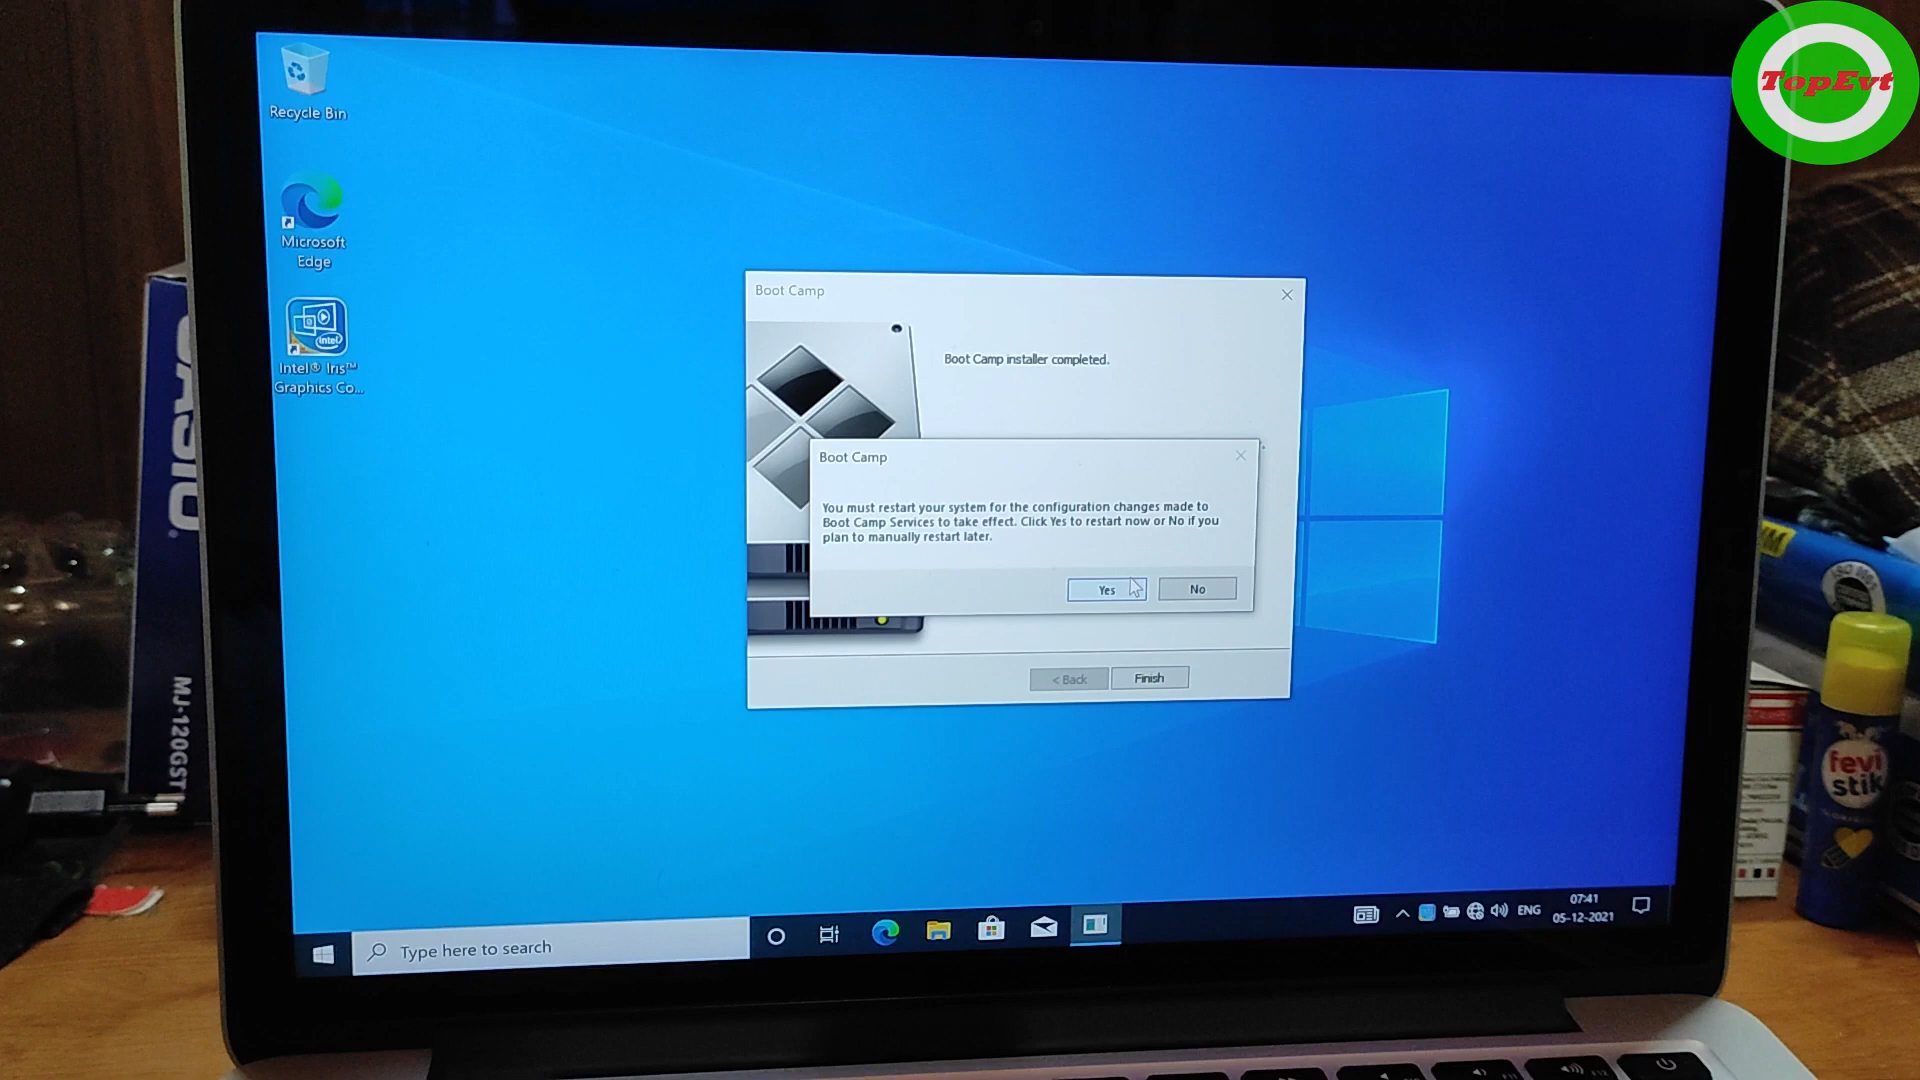 TopEvt
Recycle Bin
Microsoft
Edge
intel
Intel® Iris™
Graphics Co...
Boot Camp
Boot Camp installer completed.
Boot Camp
You must restart your system for the configuration changes made to
Boot Camp Services to take effect. Click Yes to restart now or No if you
plan to manually restart later.
Yes
No
< Back
Finish
Type here to search
ENG
07:41
05-12-2021
CASIO
MJ-120GST
fevi
stik